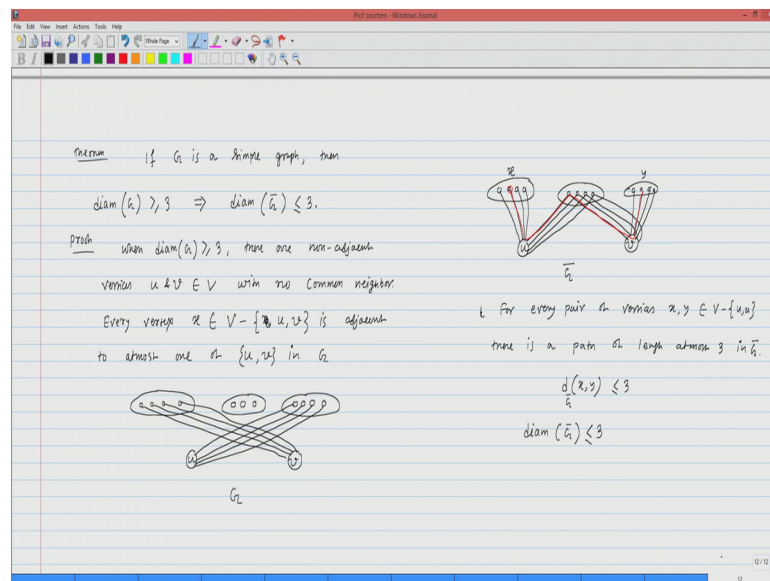 Prof soumen - Windows Journal
File Edit View Insert Actions Tools Help
Whole Page
B I
Theorem If G is a simple graph, then
diam (G) ≥ 3 ⇒ diam (G̅) ≤ 3.
Proof when diam(G) ≥ 3, there are non-adjacent
vertices u & v ∈ V with no common neighbor.
Every vertex x ∈ V - { u, v} is adjacent
to atmost one of {u, v} in G
u v
G
x y
u v
G̅
For every pair of vertices x, y ∈ V - {u, u}
there is a path of length atmost 3 in G̅.
d (x, y) ≤ 3
G̅
diam (G̅) ≤ 3
12 / 12
12